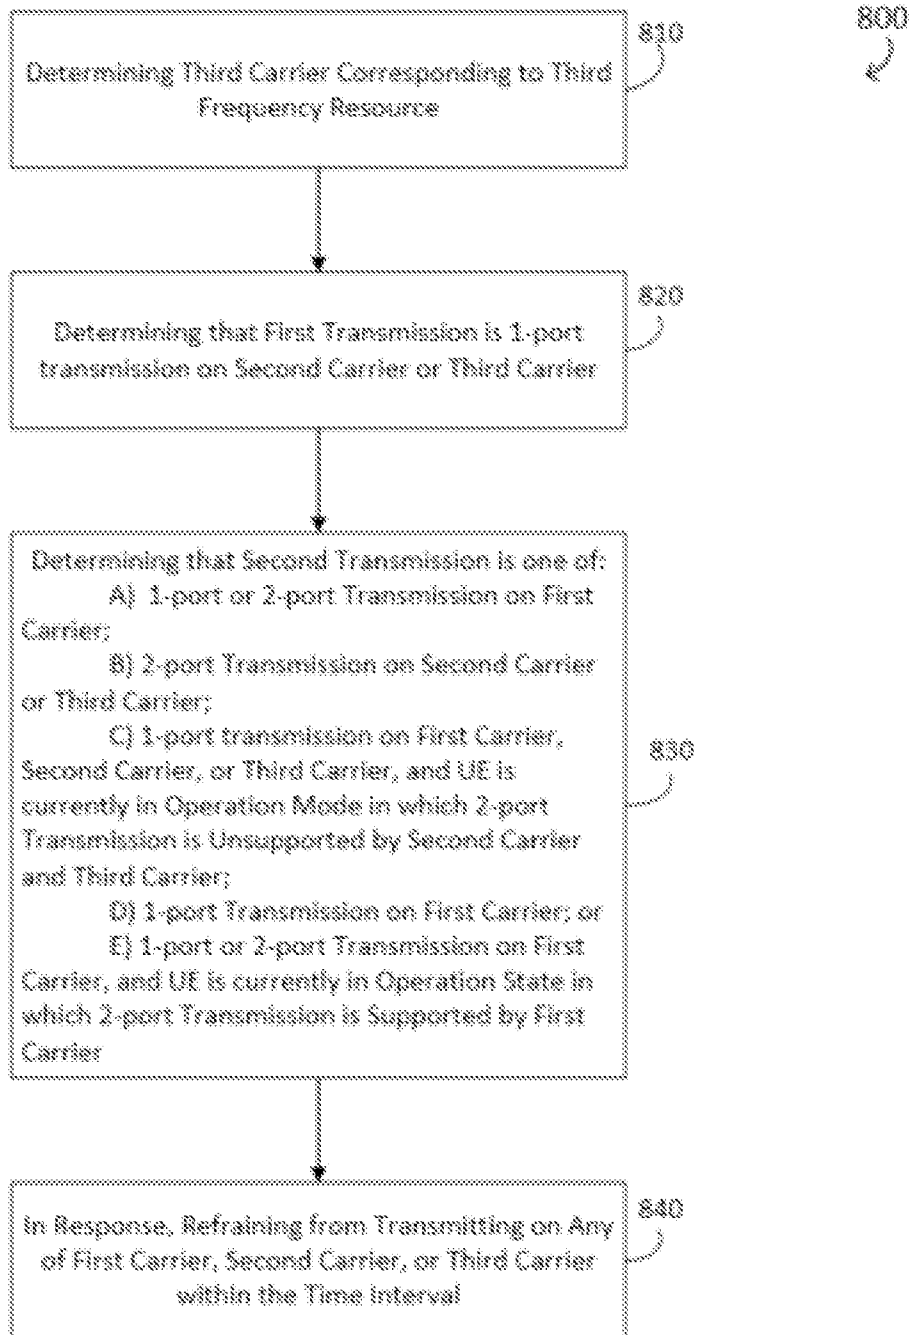 800
810
Determining Third Carrier Corresponding to Third
Frequency Resource
820
Determining that First Transmission is 1-port
transmission on Second Carrier or Third Carrier
Determining that Second Transmission is one of:
A) 1-port or 2-port Transmission on First
Carrier;
B) 2-port Transmission on Second Carrier
or Third Carrier;
C) 1-port transmission on First Carrier,
Second Carrier, or Third Carrier, and UE is
currently in Operation Mode in which 2-port
Transmission is Unsupported by Second Carrier
and Third Carrier;
D) 1-port Transmission on First Carrier; or
E) 1-port or 2-port Transmission on First
Carrier, and UE is currently in Operation State in
which 2-port Transmission is Supported by First
Carrier
830
840
In Response, Refraining from Transmitting on Any
of First Carrier, Second Carrier, or Third Carrier
within the Time Interval